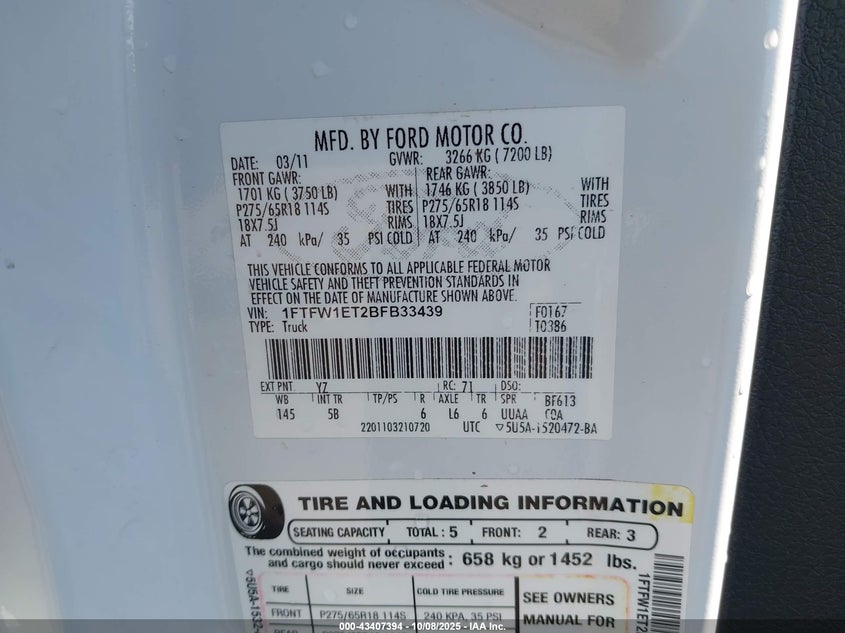 MFD. BY FORD MOTOR CO.
DATE: 03/11 GVWR: 3266 KG ( 7200 LB)
FRONT GAWR: REAR GAWR:
1701 KG ( 3750 LB) WITH 1746 KG ( 3850 LB) WITH
P275/65R18 114S TIRES P275/65R18 114S TIRES
18X7.5J RIMS 18X7.5J RIMS
AT 240 kPa/ 35 PSI COLD AT 240 kPa/ 35 PSI COLD
THIS VEHICLE CONFORMS TO ALL APPLICABLE FEDERAL MOTOR
VEHICLE SAFETY AND THEFT PREVENTION STANDARDS IN
EFFECT ON THE DATE OF MANUFACTURE SHOWN ABOVE.
VIN: 1FTFW1ET2BFB33439 F0167
TYPE: Truck T0386
EXT PNT: YZ RC: 71 DSO:
WB INT TR TP/PS R AXLE TR SPR BF613
145 5B 6 L6 6 UUAA
2201103210720 UTC ▽5U5A-1520472-BA
TIRE AND LOADING INFORMATION
SEATING CAPACITY TOTAL : 5 FRONT: 2 REAR: 3
The combined weight of occupants
and cargo should never exceed : 658 kg or 1452 lbs.
TIRE SIZE COLD TIRE PRESSURE SEE OWNERS
FRONT P275/65R18 114S 240 KPA, 35 PSI MANUAL FOR
1FTFW1ET2
▽5U5A-1532
000-43407394 10/08/2025 IAAI.COM